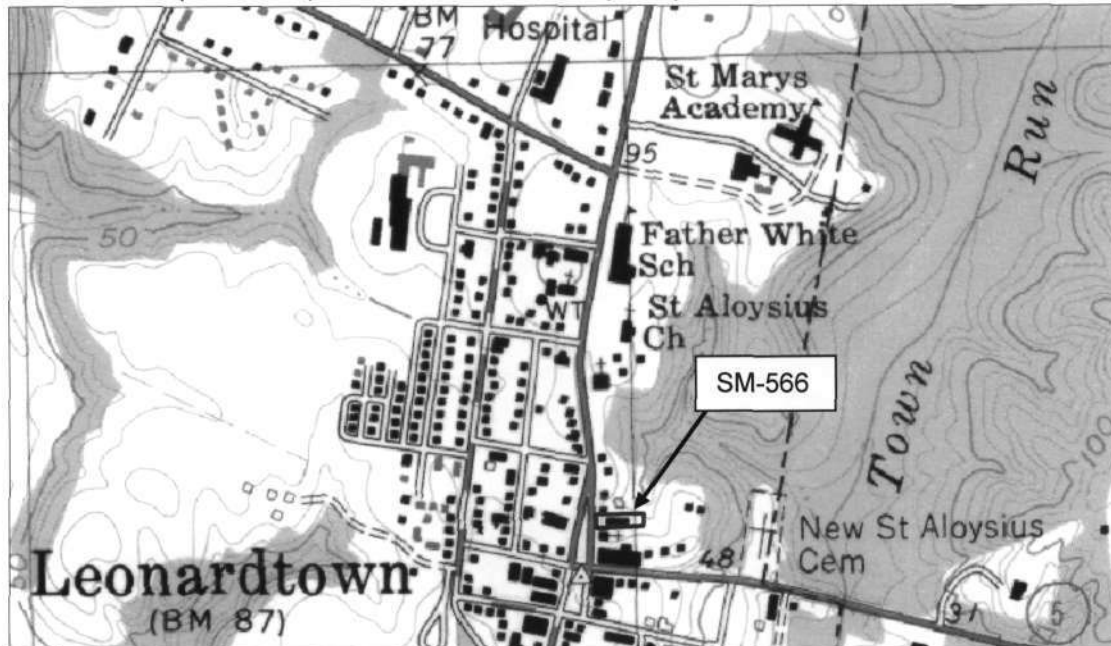 BM
77
Hospital
St Marys
Academy
95
50
Father White
Sch
WT
St Aloysius
Ch
SM-566
Town Run
100
New St Aloysius
Cem
48
Leonardtown
(BM 87)
5